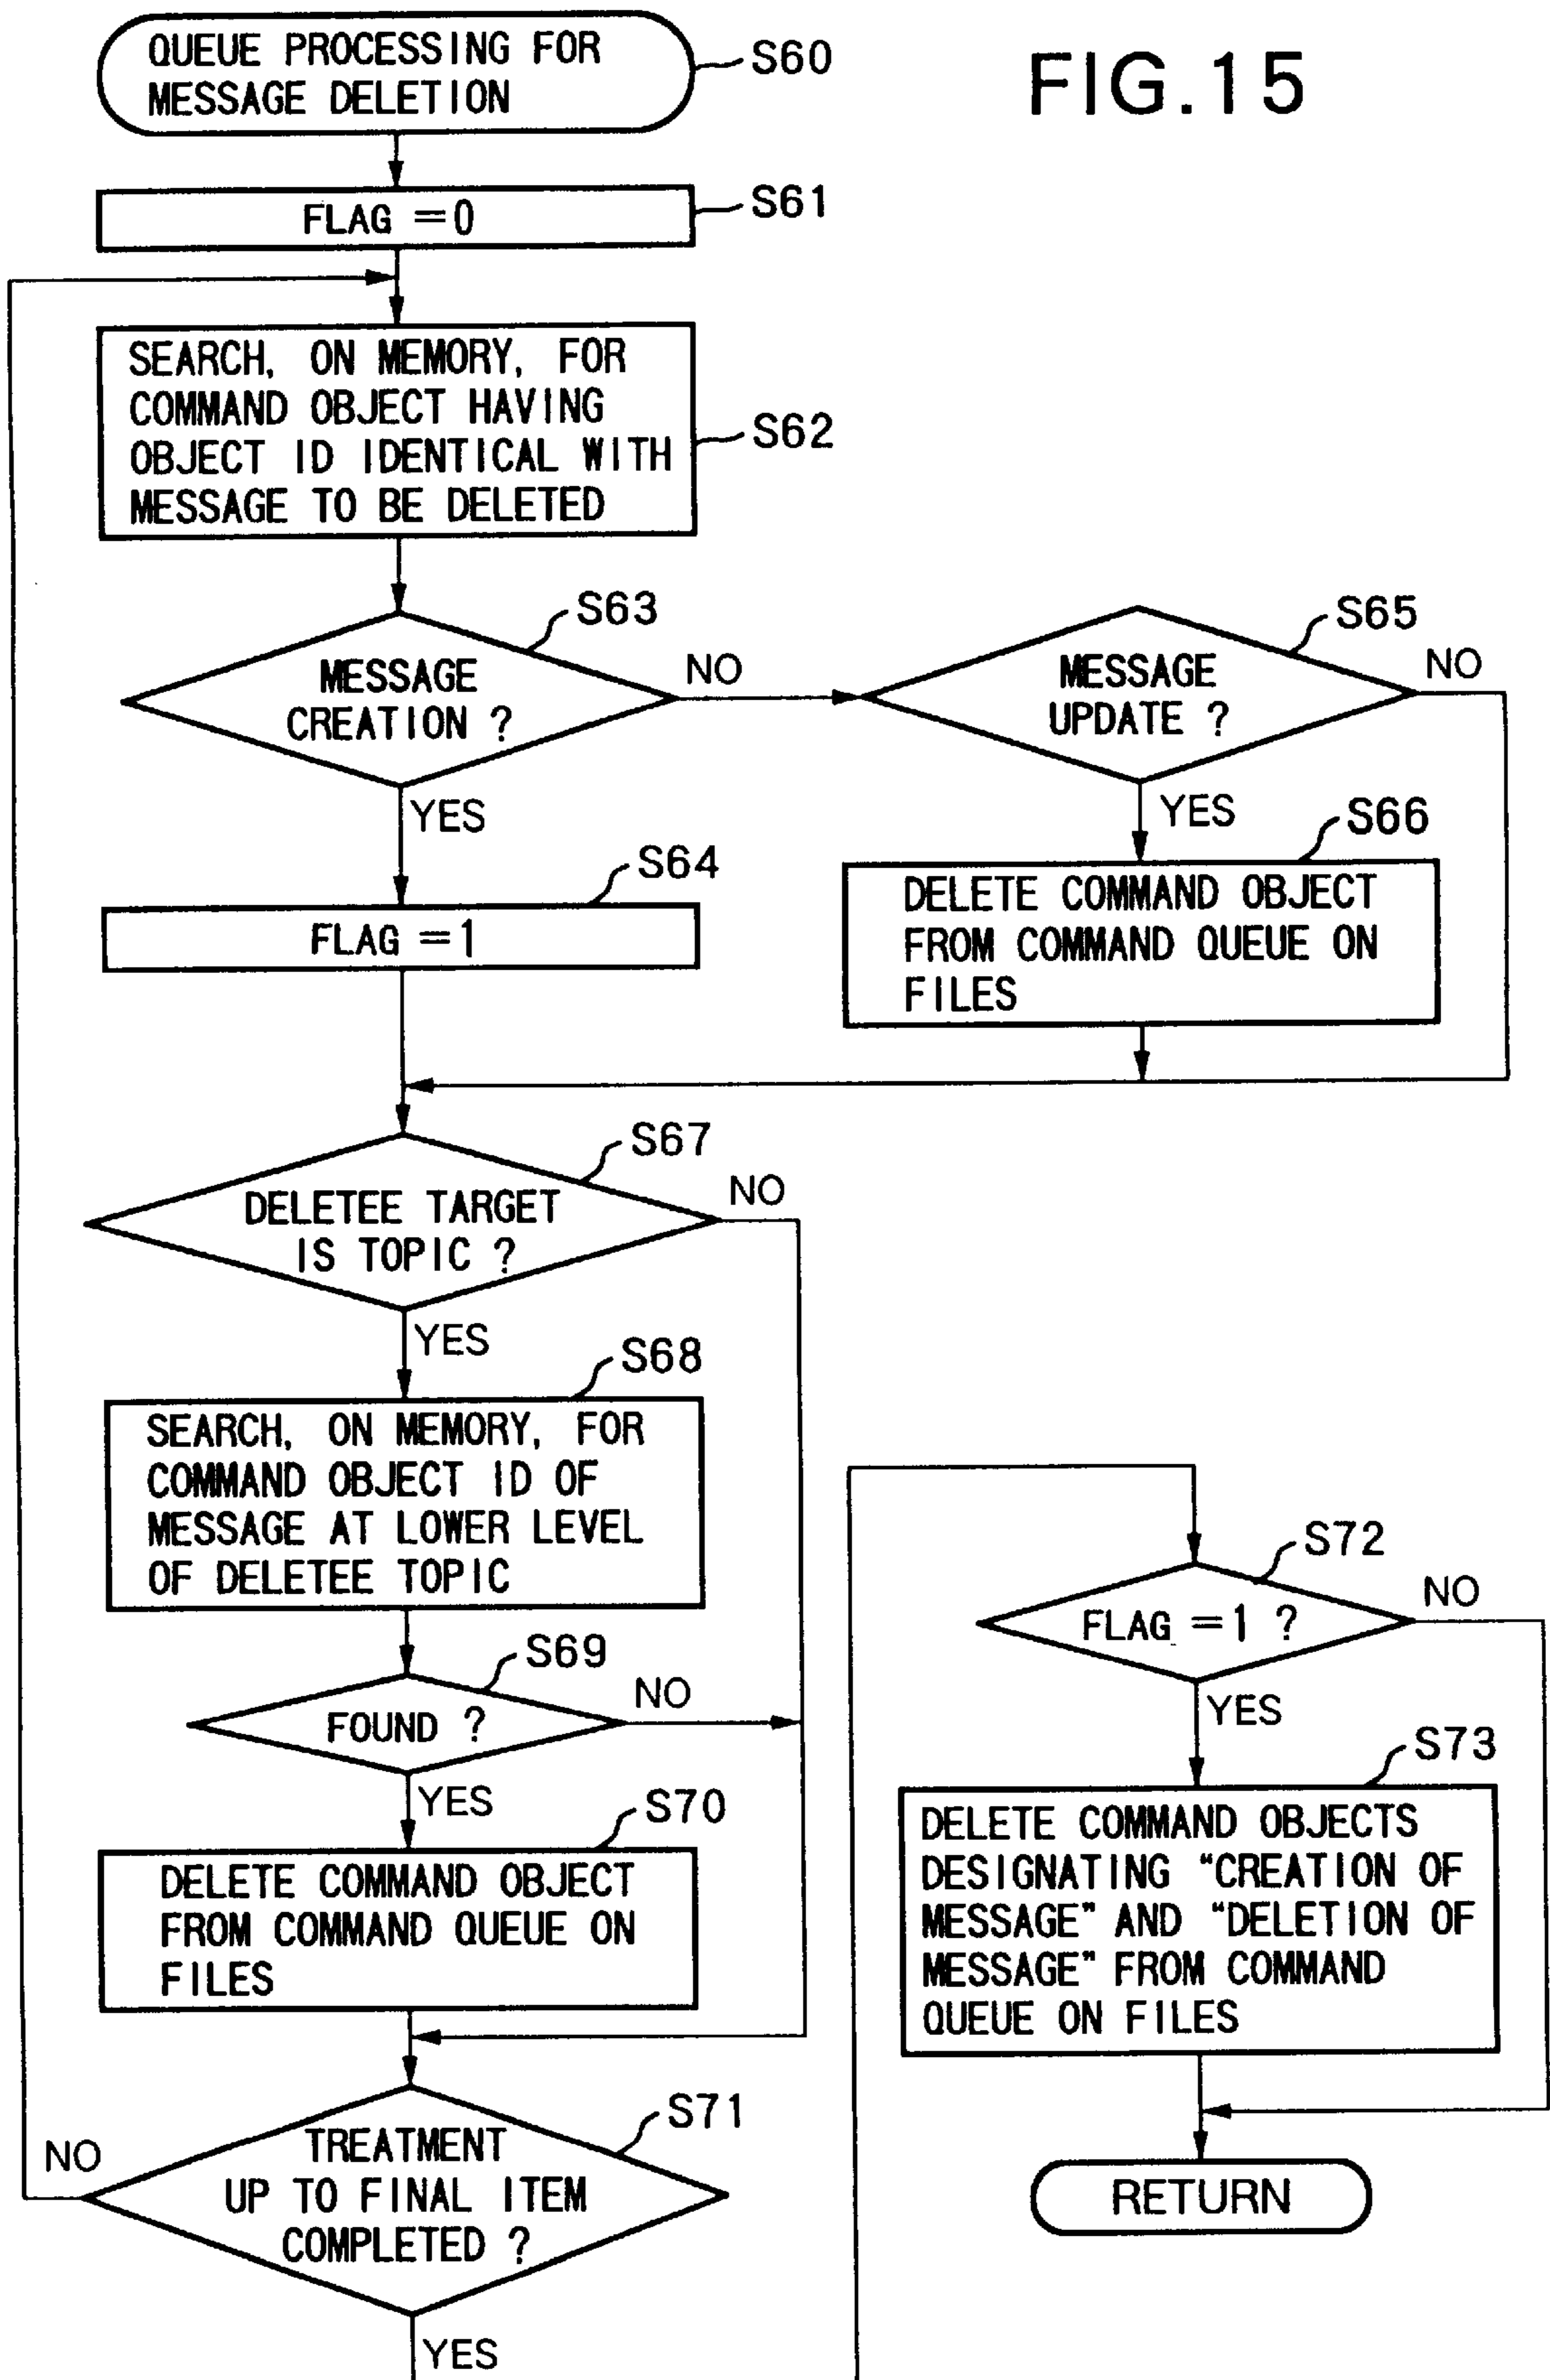 FIG.15
QUEUE PROCESSING FOR
MESSAGE DELETION
S60
FLAG =0
S61
SEARCH, ON MEMORY, FOR
COMMAND OBJECT HAVING
OBJECT ID IDENTICAL WITH
MESSAGE TO BE DELETED
S62
S63
MESSAGE
CREATION ?
NO
YES
S65
MESSAGE
UPDATE ?
NO
YES
S64
FLAG =1
S66
DELETE COMMAND OBJECT
FROM COMMAND QUEUE ON
FILES
S67
DELETEE TARGET
IS TOPIC ?
NO
YES
S68
SEARCH, ON MEMORY, FOR
COMMAND OBJECT ID OF
MESSAGE AT LOWER LEVEL
OF DELETEE TOPIC
S69
FOUND ?
NO
YES
S70
DELETE COMMAND OBJECT
FROM COMMAND QUEUE ON
FILES
S71
TREATMENT
UP TO FINAL ITEM
COMPLETED ?
NO
YES
S72
FLAG =1 ?
NO
YES
S73
DELETE COMMAND OBJECTS
DESIGNATING “CREATION OF
MESSAGE” AND “DELETION OF
MESSAGE” FROM COMMAND
QUEUE ON FILES
RETURN